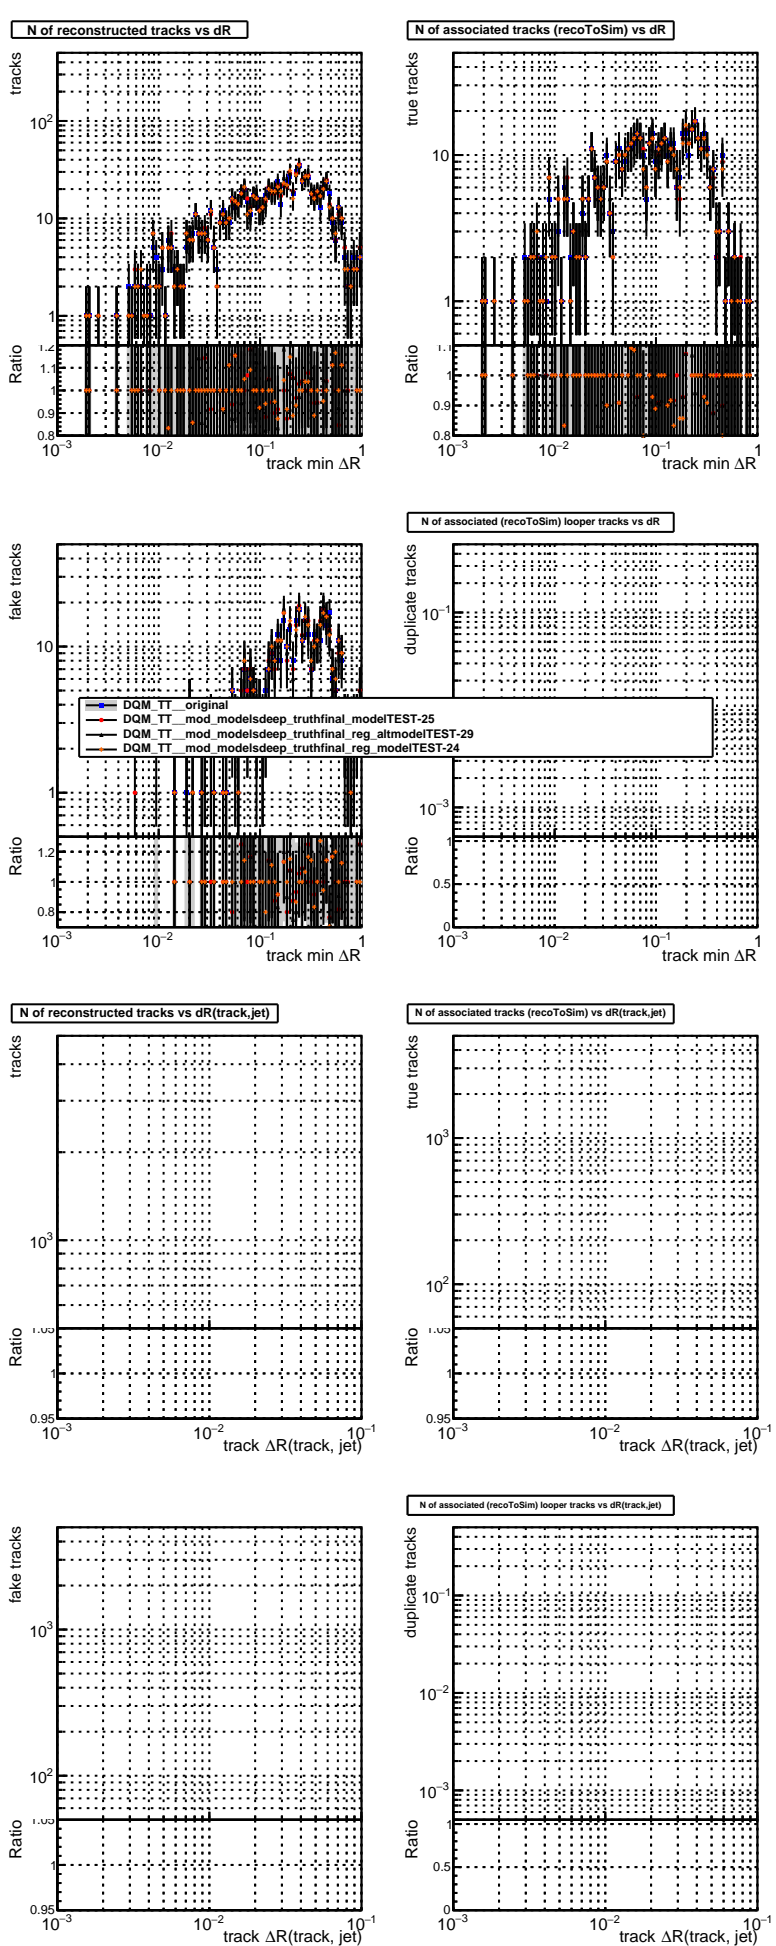 N of reconstructed tracks vs dR
tracks
10²
10
1
Ratio
1.2
1.1
1
0.9
0.8
10⁻³
10⁻²
10⁻¹
1
track min ΔR
N of associated tracks (recoToSim) vs dR
true tracks
10
1
Ratio
1.1
1
0.9
0.8
10⁻³
10⁻²
10⁻¹
1
track min ΔR
fake tracks
10
1
Ratio
1.2
1
0.8
10⁻³
10⁻²
10⁻¹
1
track min ΔR
N of associated (recoToSim) looper tracks vs dR
duplicate tracks
10⁻¹
10⁻³
Ratio
1
0.5
0
10⁻³
10⁻²
10⁻¹
1
track min ΔR
DQM_TT__original
DQM_TT__mod_modelsdeep_truthfinal_modelTEST-25
DQM_TT__mod_modelsdeep_truthfinal_reg_altmodelTEST-29
DQM_TT__mod_modelsdeep_truthfinal_reg_modelTEST-24
N of reconstructed tracks vs dR(track,jet)
tracks
10³
Ratio
1.05
1
0.95
10⁻³
10⁻²
10⁻¹
track ΔR(track, jet)
N of associated tracks (recoToSim) vs dR(track,jet)
true tracks
10³
10²
Ratio
1.05
1
0.95
10⁻³
10⁻²
10⁻¹
track ΔR(track, jet)
fake tracks
10³
10²
Ratio
1.05
1
0.95
10⁻³
10⁻²
10⁻¹
track ΔR(track, jet)
N of associated (recoToSim) looper tracks vs dR(track,jet)
duplicate tracks
10⁻¹
10⁻²
10⁻³
Ratio
1
0.5
0
10⁻³
10⁻²
10⁻¹
track ΔR(track, jet)